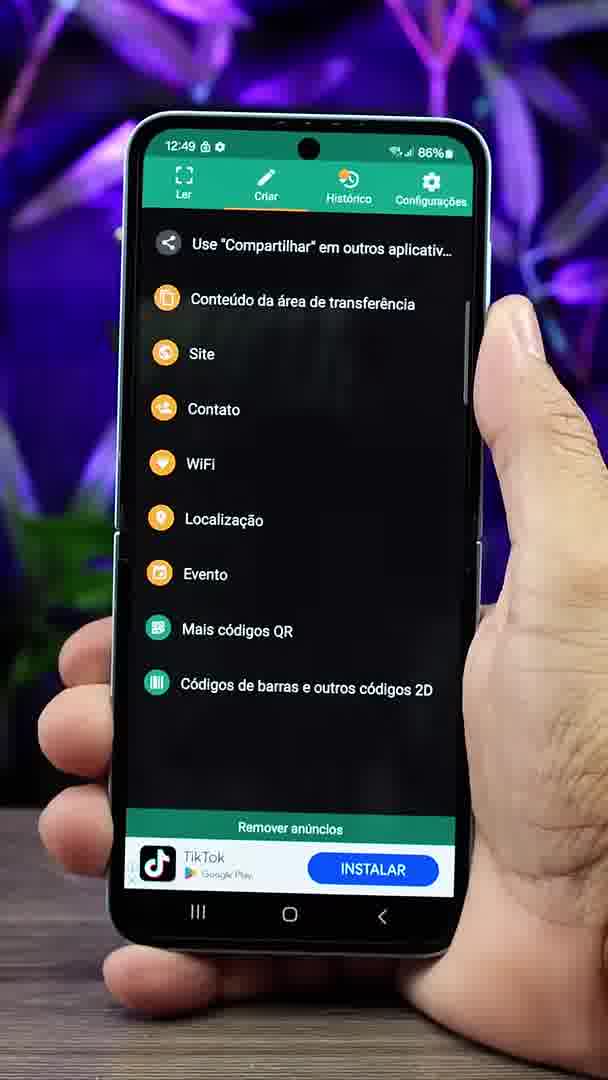 12:49
86%
Ler
Criar
Histórico
Configurações
Use "Compartilhar" em outros aplicativ...
Conteúdo da área de transferência
Site
Contato
WiFi
Localização
Evento
Mais códigos QR
Códigos de barras e outros códigos 2D
Remover anúncios
TikTok
Google Play
INSTALAR